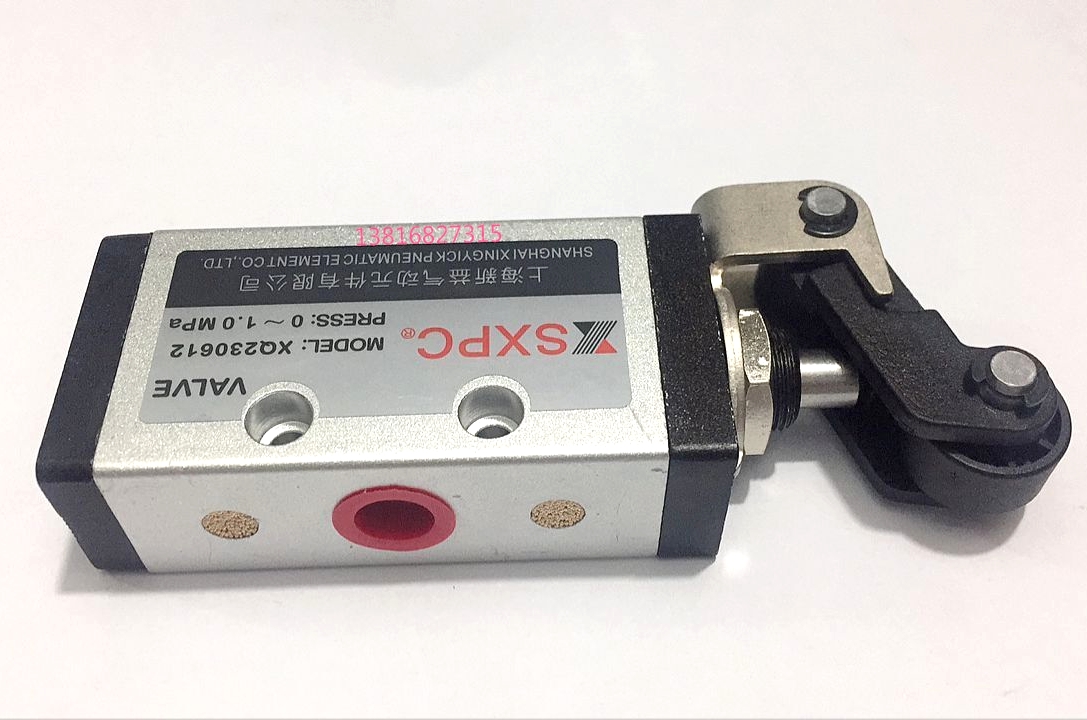 13816827315
VALVE
MODEL: XQ230612
PRESS: 0～1.0 MPa
SXPC®
上海新益气动元件有限公司
SHANGHAI XINGYICK PNEUMATIC ELEMENT CO., LTD.